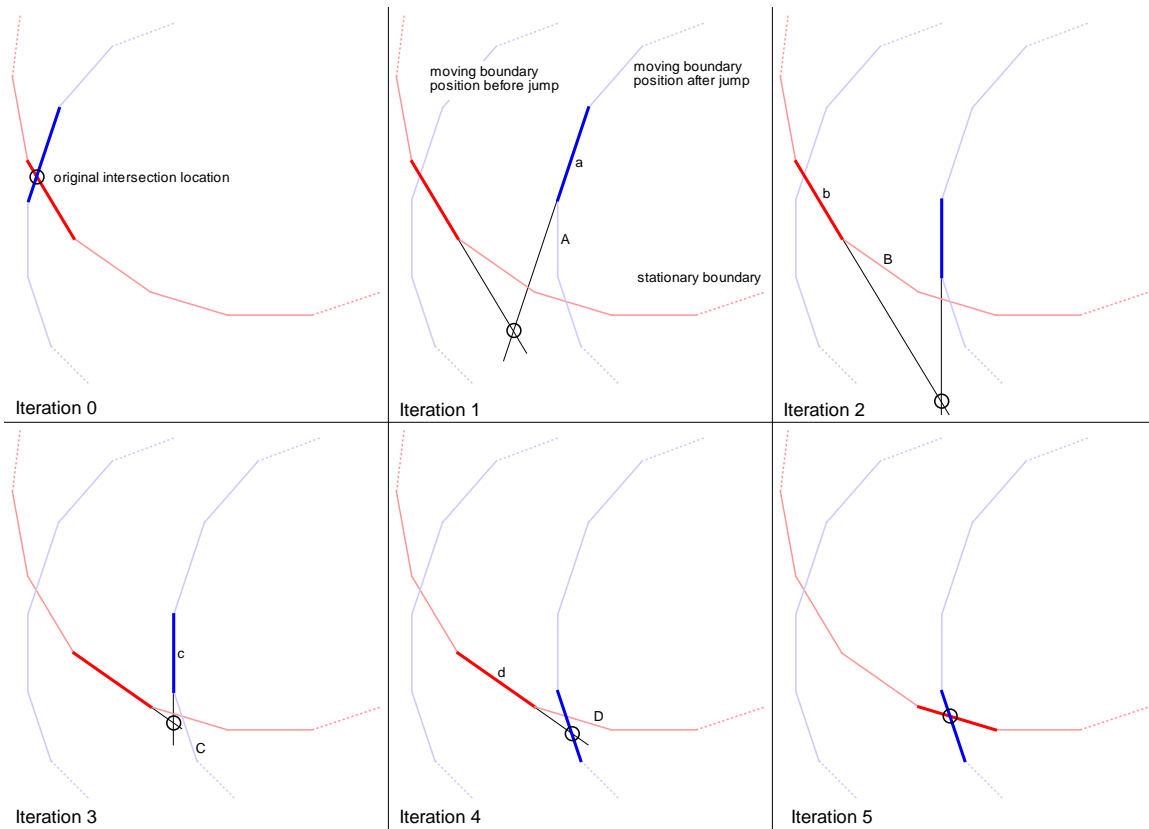 original intersection location
Iteration 0
moving boundary
position before jump
moving boundary
position after jump
a
A
stationary boundary
Iteration 1
b
B
Iteration 2
c
C
Iteration 3
d
D
Iteration 4
Iteration 5